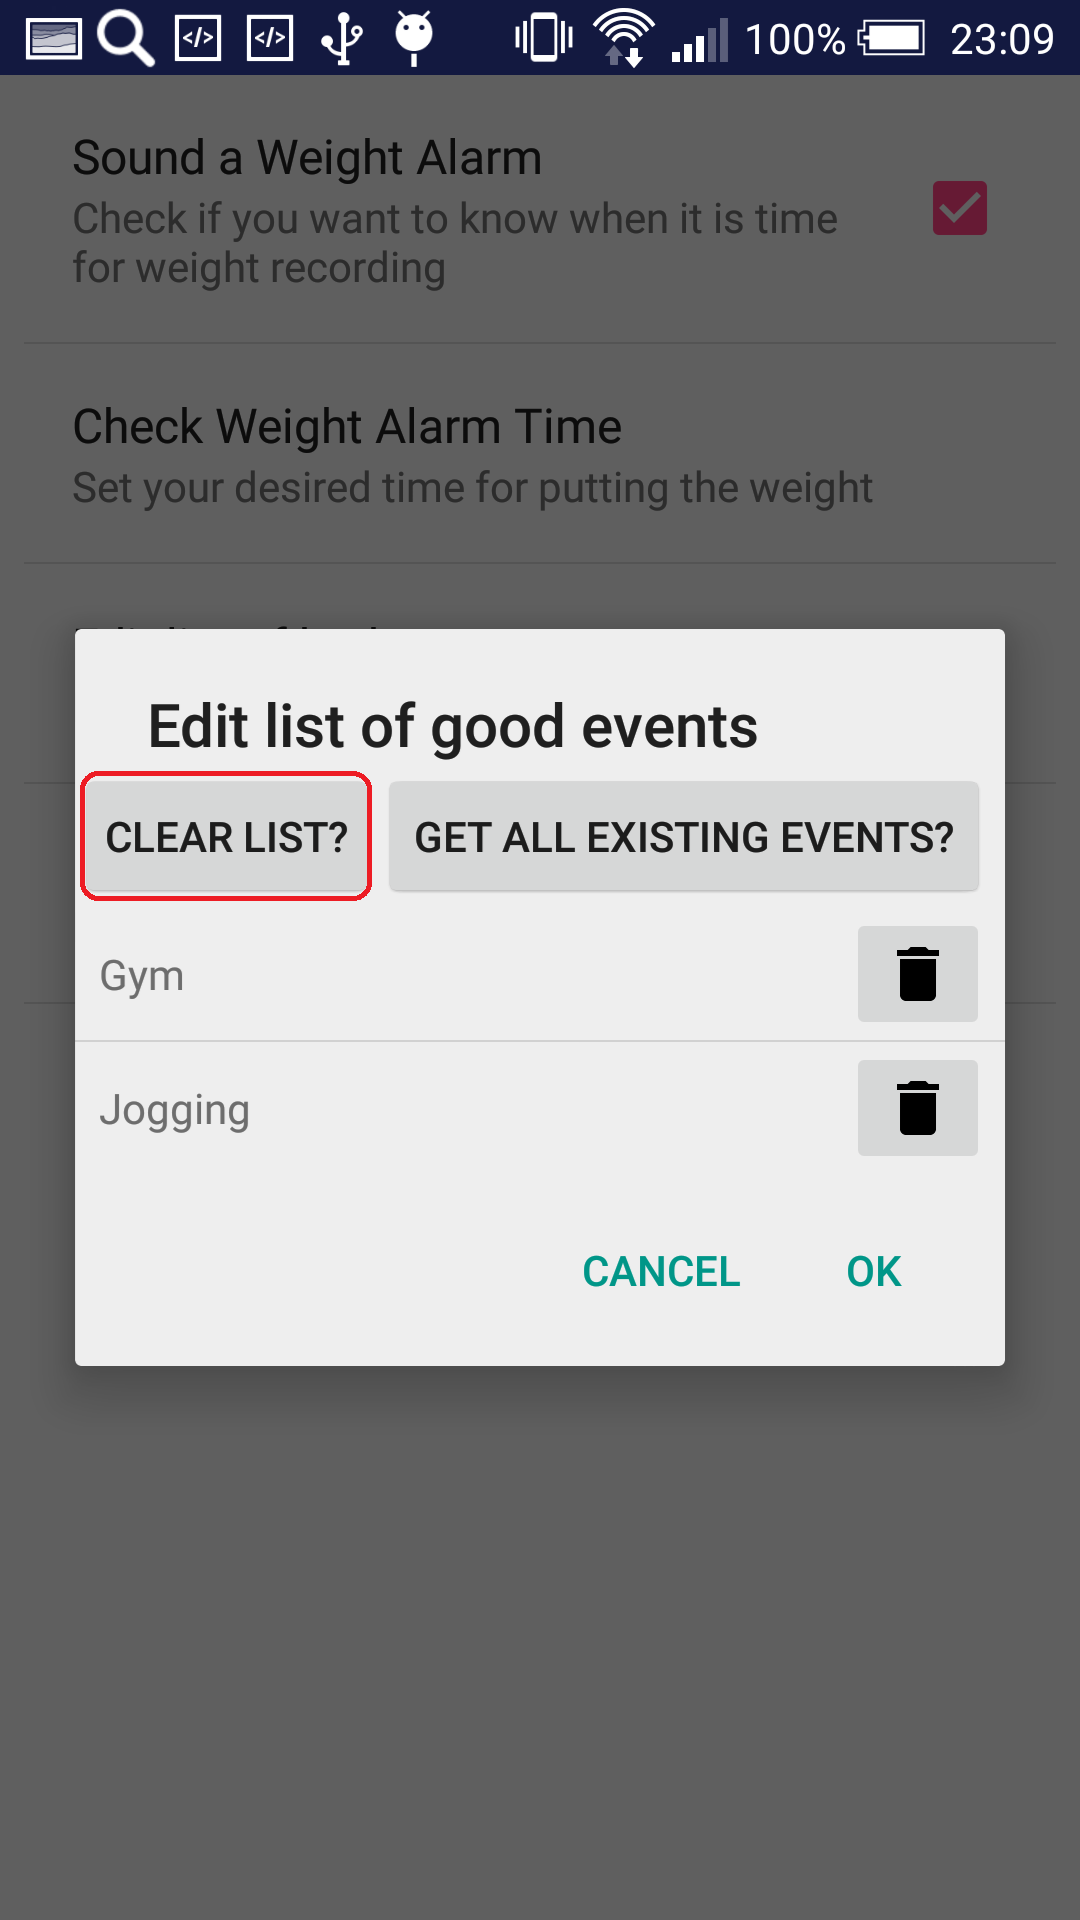 100% 23:09
Sound a Weight Alarm
Check if you want to know when it is time
for weight recording
Check Weight Alarm Time
Set your desired time for putting the weight
Edit list of good events
CLEAR LIST? GET ALL EXISTING EVENTS?
Gym
Jogging
CANCEL OK